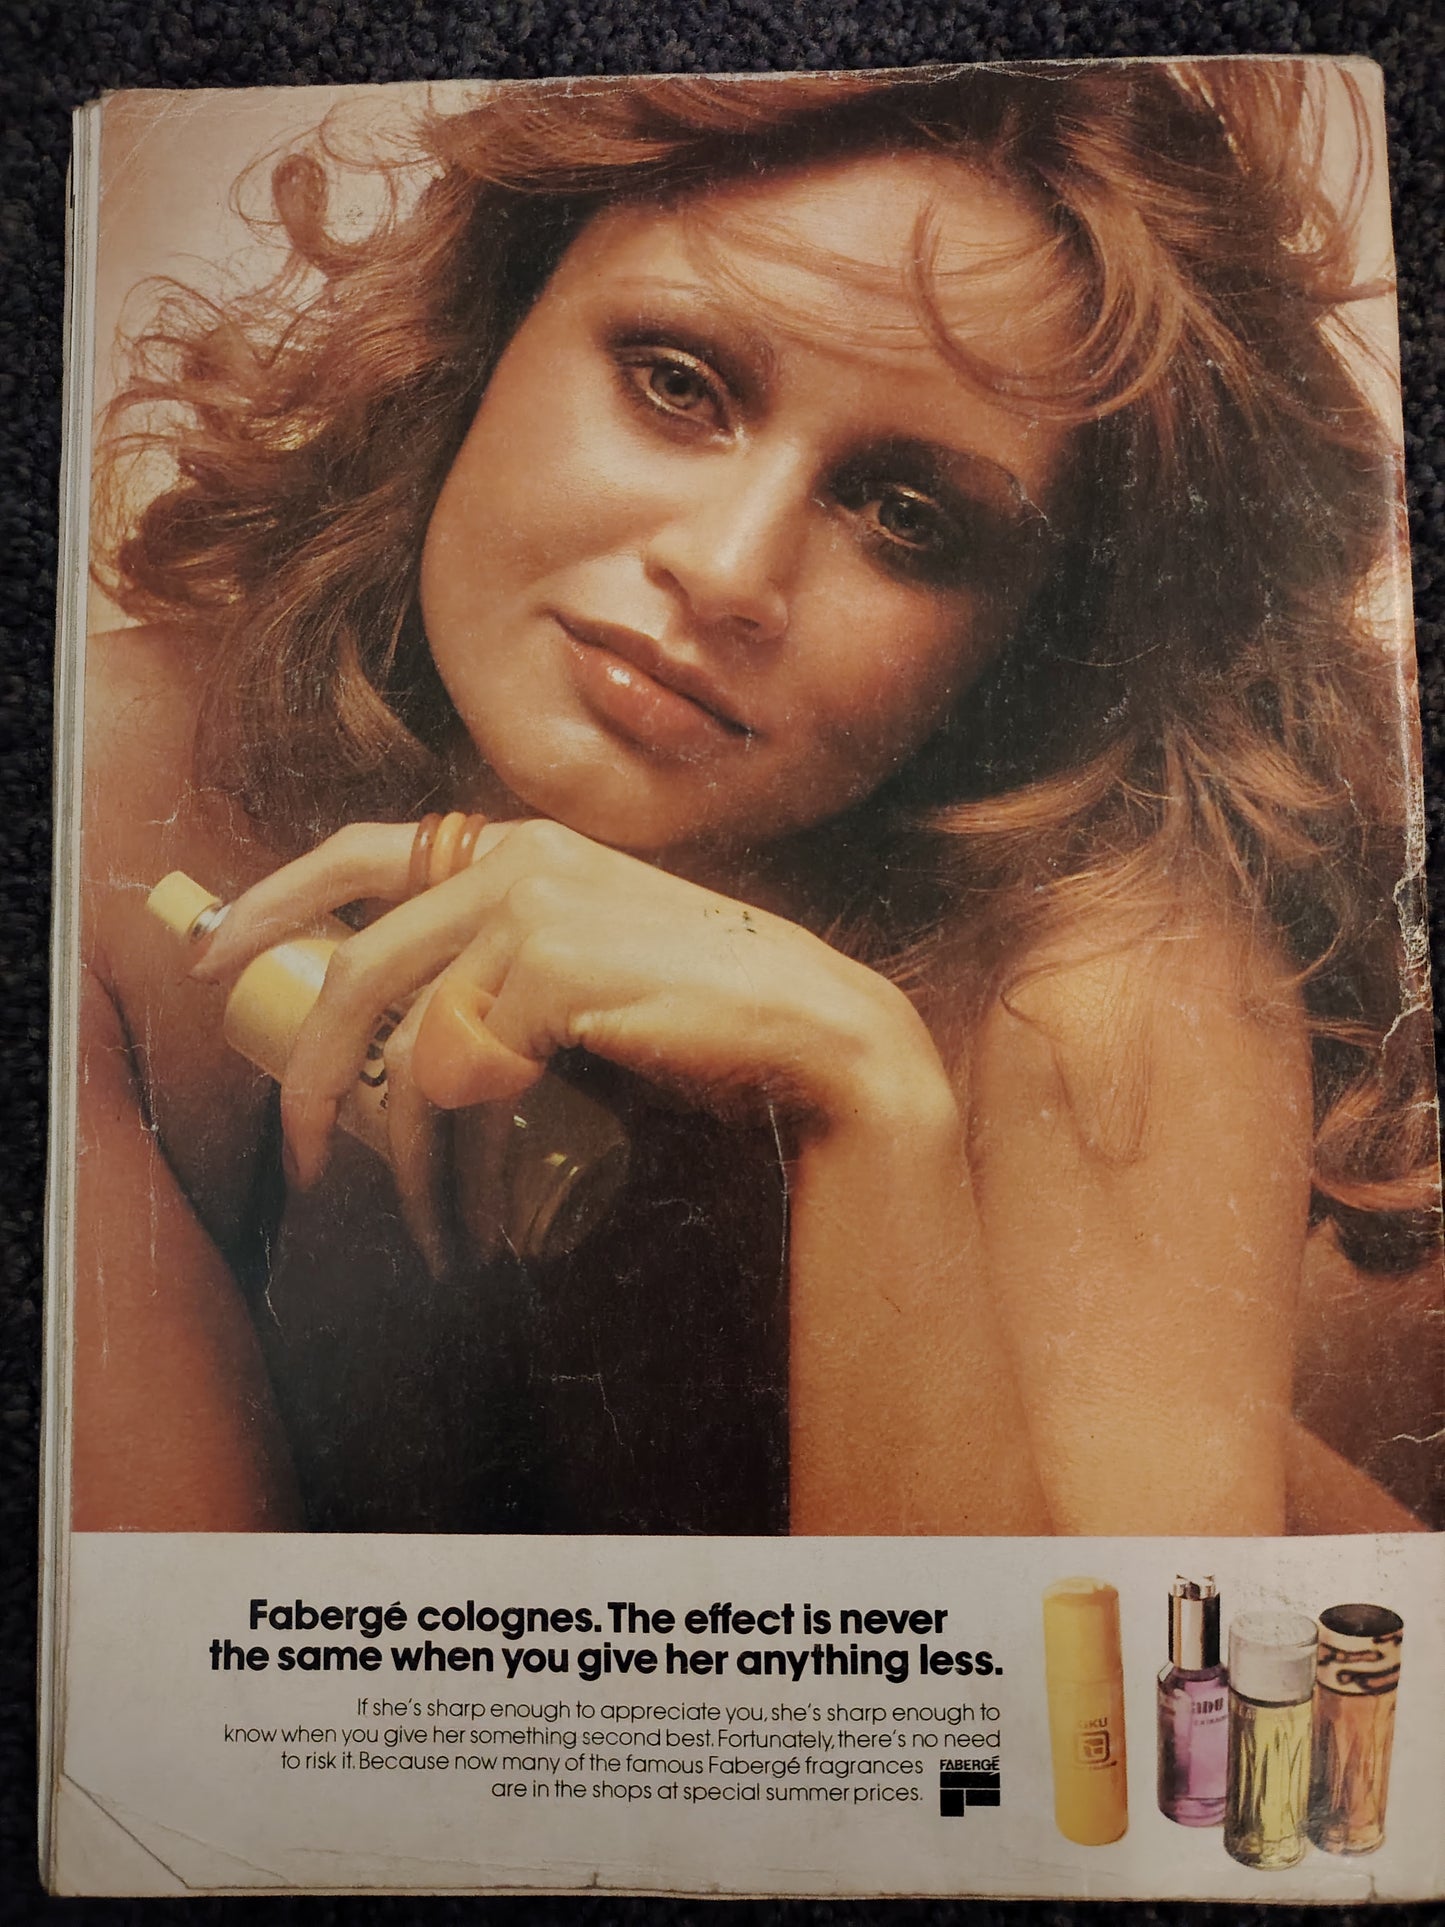 Fabergé colognes. The effect is never
the same when you give her anything less.
If she's sharp enough to appreciate you, she's sharp enough to
know when you give her something second best. Fortunately, there's no need
to risk it. Because now many of the famous Fabergé fragrances
are in the shops at special summer prices.
FABERGÉ